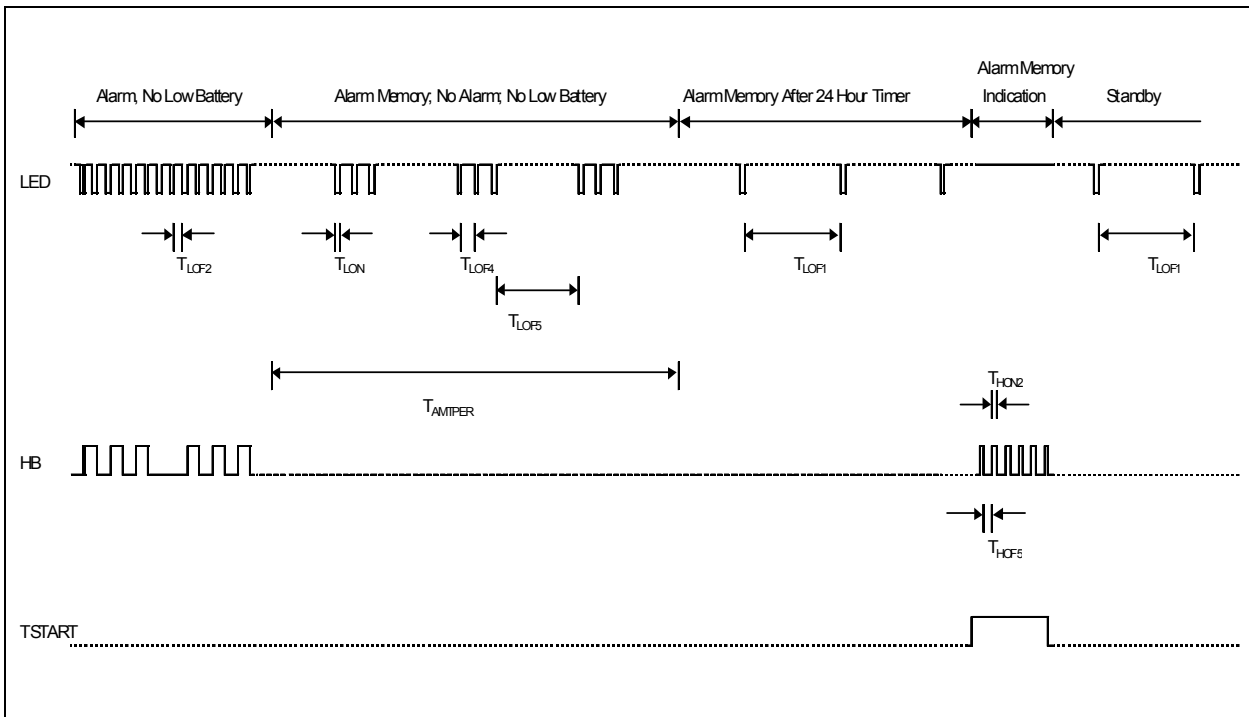 Alarm, No Low Battery
Alarm Memory; No Alarm; No Low Battery
Alarm Memory After 24 Hour Timer
Alarm Memory
Indication
Standby
LED
TLOF2
TLON
TLOF4
TLOF1
TLOF1
TLOF5
THON2
TAMTPER
HB
THOF5
TSTART